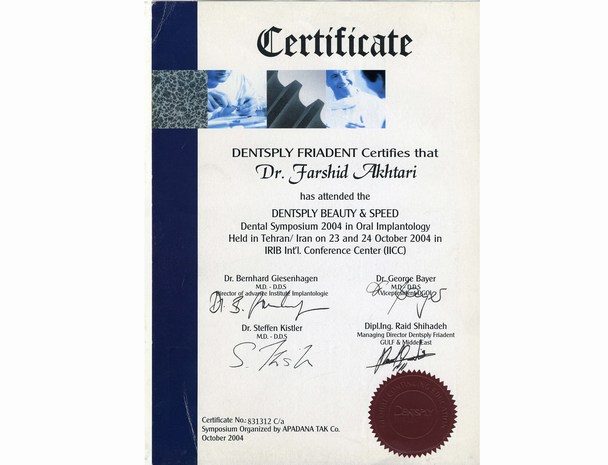 Certificate
DENTSPLY FRIADENT Certifies that
Dr. Farshid Akhtari
has attended the
DENTSPLY BEAUTY & SPEED
Dental Symposium 2004 in Oral Implantology
Held in Tehran/ Iran on 23 and 24 October 2004 in
IRIB Int'l. Conference Center (IICC)
Dr. Bernhard Giesenhagen
M.D. - D.D.S
Director of advance Institute Implantologie
Dr. George Bayer
M.D. - D.D.S
Vicepresident DGOI
Dr. Steffen Kistler
M.D. - D.D.S
S. Kistler
Dipl.Ing. Raid Shihadeh
Managing Director Dentsply Friadent
GULF & Middle East
Certificate No.: 831312 C/a
Symposium Organized by APADANA TAK Co.
October 2004